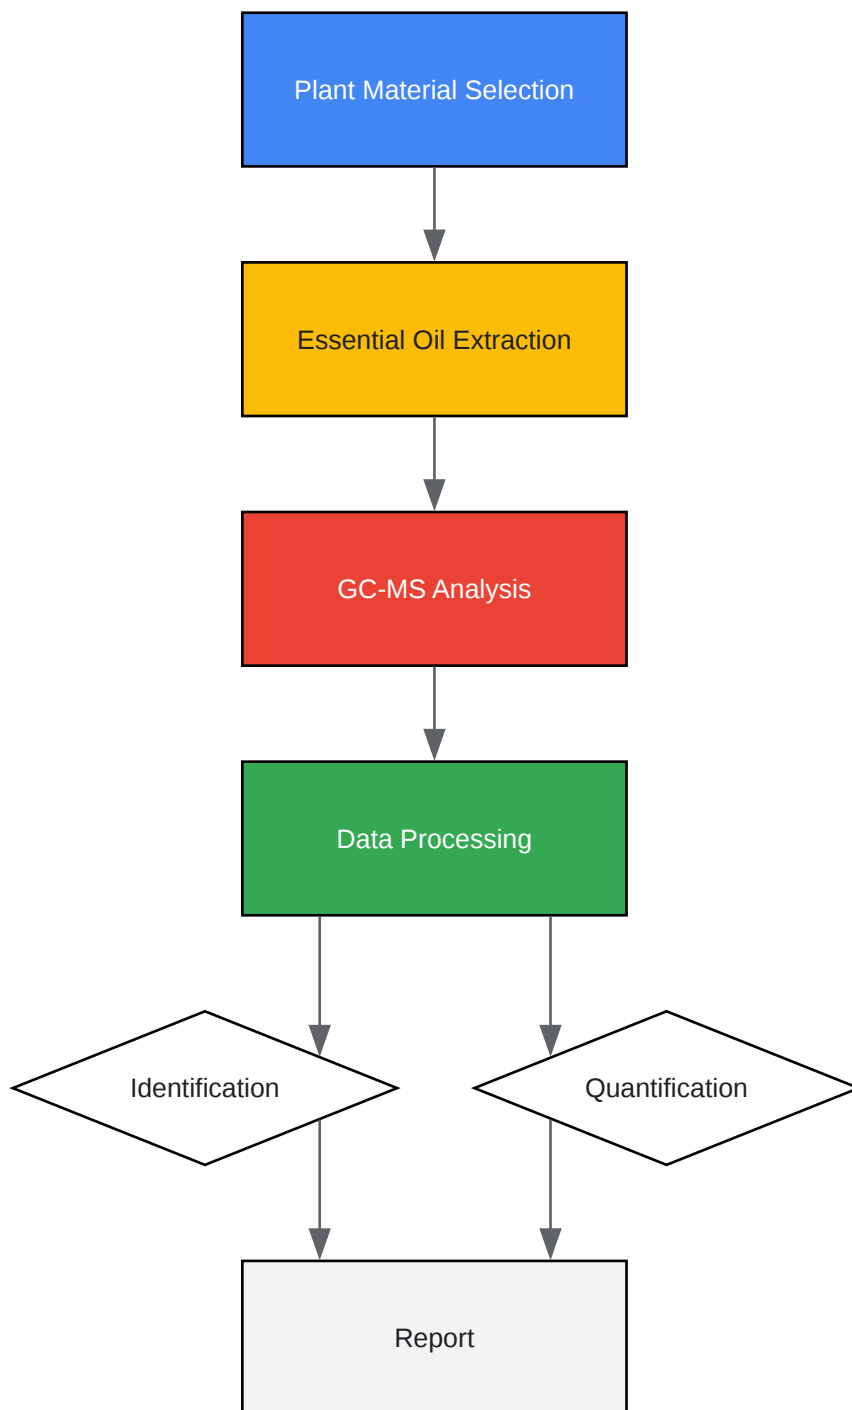 Plant Material Selection
Essential Oil Extraction
GC-MS Analysis
Data Processing
Identification
Quantification
Report